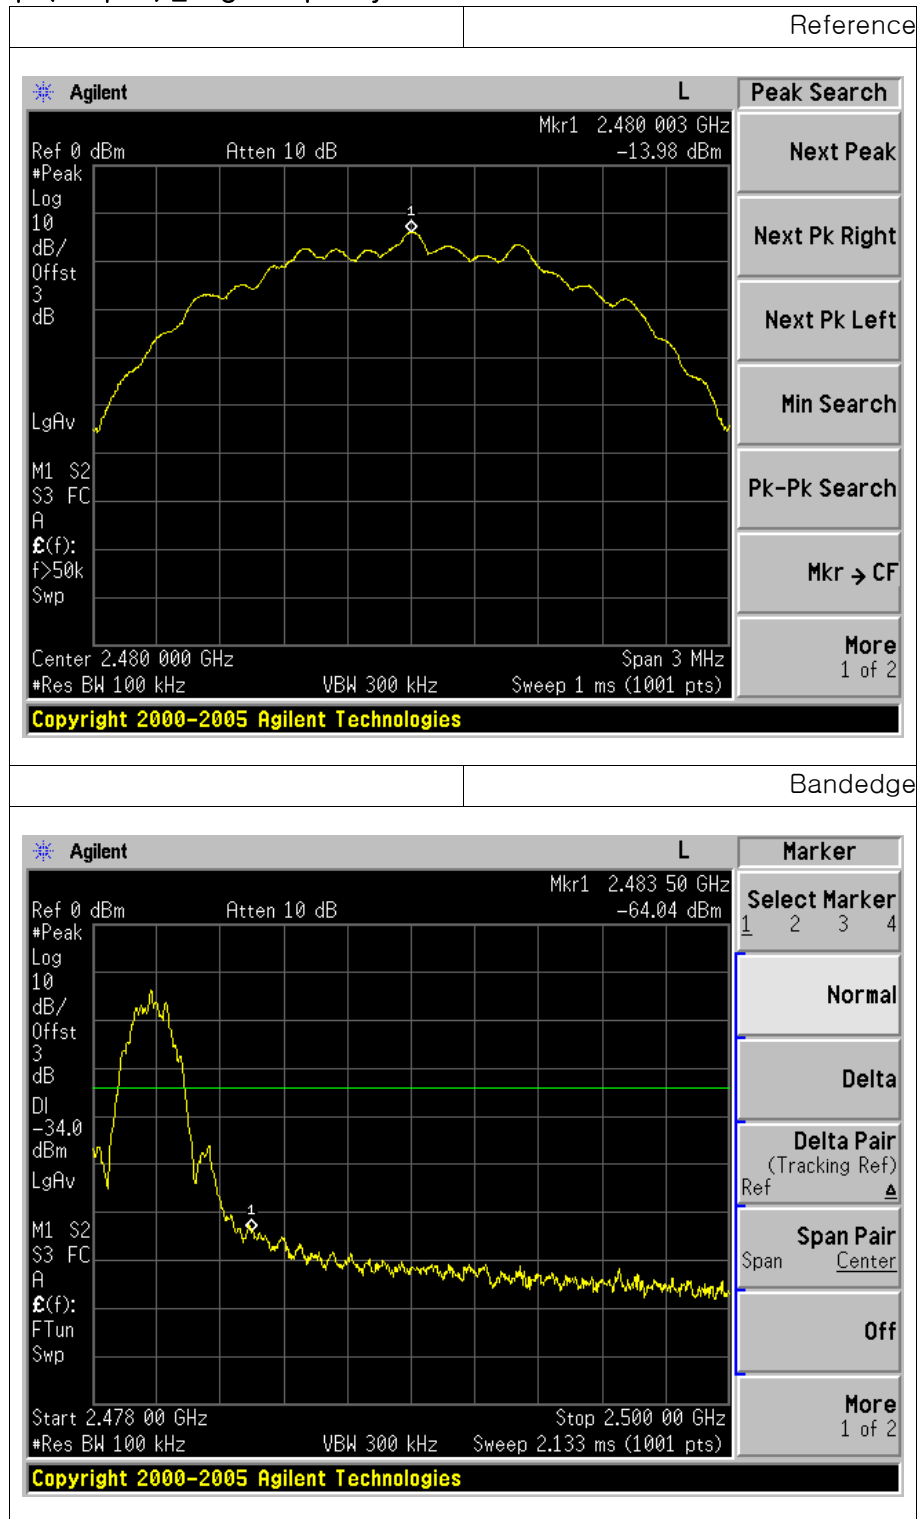 Reference
Agilent L Peak Search
Mkr1 2.480 003 GHz
Ref 0 dBm Atten 10 dB -13.98 dBm
#Peak
Log
10
dB/
Offst
3
dB
LgAv
M1 S2
S3 FC
A
£(f):
f>50k
Swp
1
Center 2.480 000 GHz Span 3 MHz
#Res BW 100 kHz VBW 300 kHz Sweep 1 ms (1001 pts)
Copyright 2000-2005 Agilent Technologies
Next Peak
Next Pk Right
Next Pk Left
Min Search
Pk-Pk Search
Mkr → CF
More
1 of 2
Bandedge
Agilent L Marker
Mkr1 2.483 50 GHz
Ref 0 dBm Atten 10 dB -64.04 dBm
#Peak
Log
10
dB/
Offst
3
dB
DI
-34.0
dBm
LgAv
M1 S2
S3 FC
A
£(f):
FTun
Swp
1
Start 2.478 00 GHz Stop 2.500 00 GHz
#Res BW 100 kHz VBW 300 kHz Sweep 2.133 ms (1001 pts)
Copyright 2000-2005 Agilent Technologies
Select Marker
1 2 3 4
Normal
Delta
Delta Pair
(Tracking Ref)
Ref Δ
Span Pair
Span Center
Off
More
1 of 2